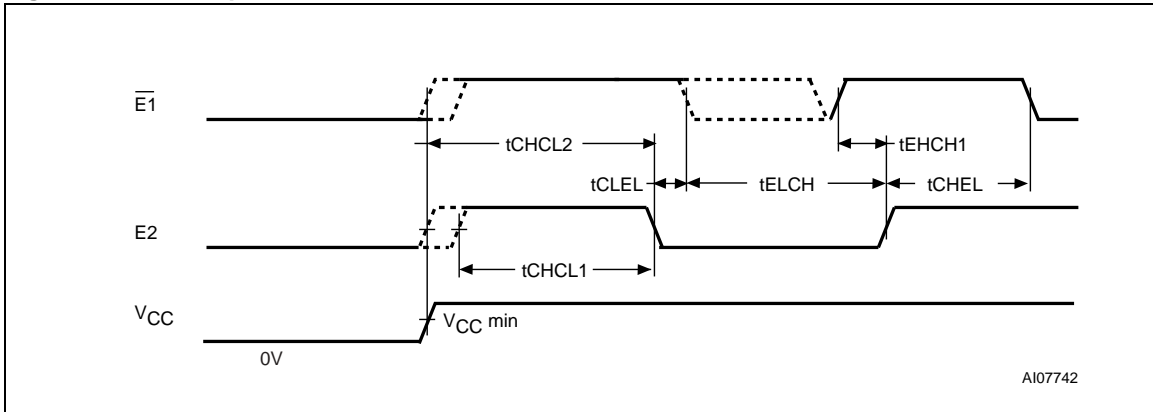 E1
tCHCL2
tEHCH1
tCLEL
tELCH
tCHEL
E2
tCHCL1
VCC
VCC min
0V
AI07742